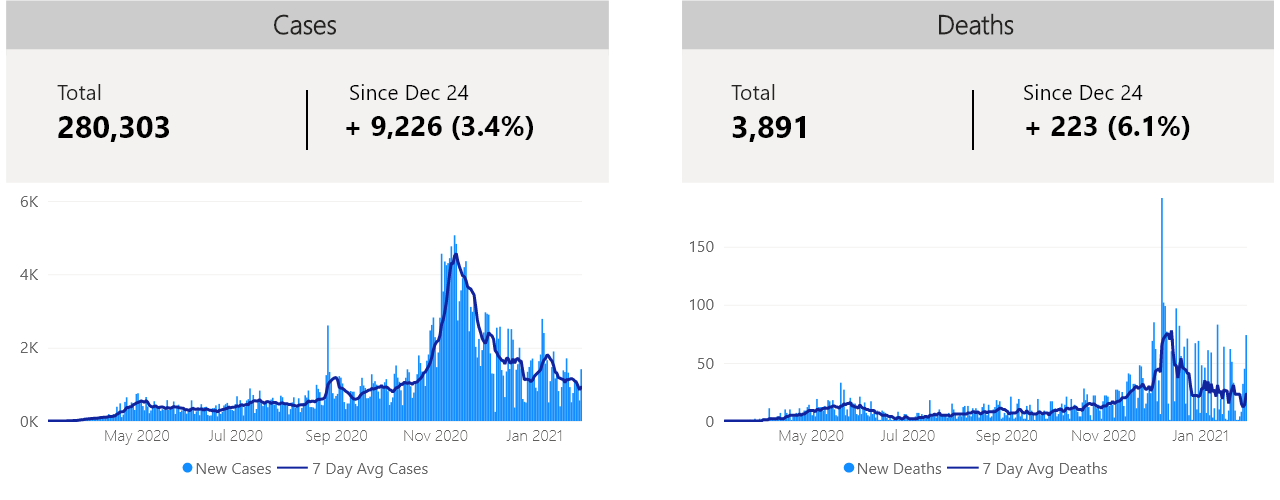 Cases
Total
280,303
Since Dec 24
+ 9,226 (3.4%)
6K
4K
2K
0K
May 2020
Jul 2020
Sep 2020
Nov 2020
Jan 2021
New Cases
7 Day Avg Cases
Deaths
Total
3,891
Since Dec 24
+ 223 (6.1%)
150
100
50
0
May 2020
Jul 2020
Sep 2020
Nov 2020
Jan 2021
New Deaths
7 Day Avg Deaths